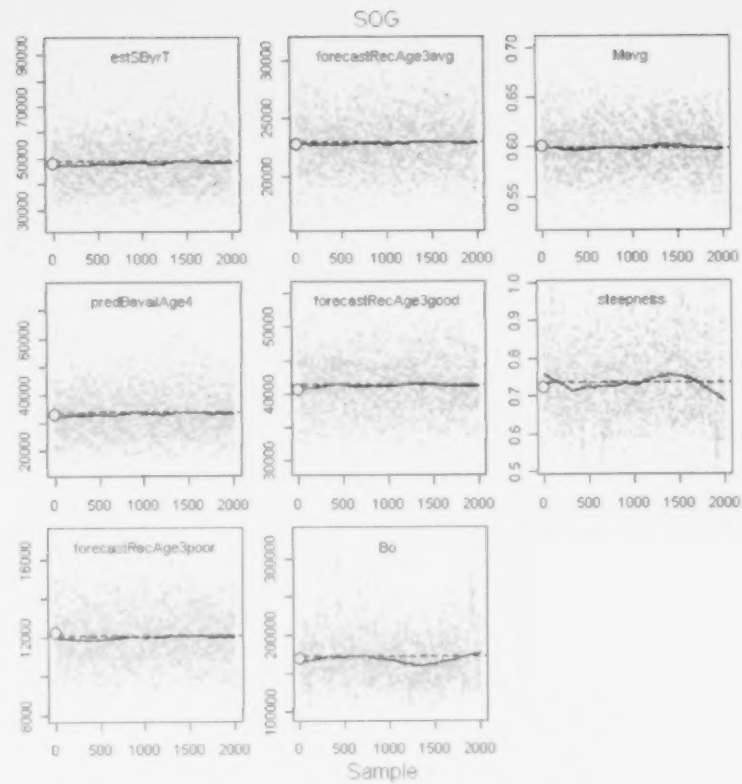 SOG
estSByrT
forecastRecAge3avg
Mavg
90000
70000
50000
30000
0 500 1000 1500 2000
30000
25000
20000
0 500 1000 1500 2000
0.70
0.65
0.60
0.55
0 500 1000 1500 2000
predBavailAge4
forecastRecAge3good
steepness
60000
40000
20000
0 500 1000 1500 2000
50000
40000
30000
0 500 1000 1500 2000
1.0
0.9
0.8
0.7
0.6
0.5
0 500 1000 1500 2000
forecastRecAge3poor
Bo
16000
12000
8000
0 500 1000 1500 2000
300000
200000
100000
0 500 1000 1500 2000
Sample